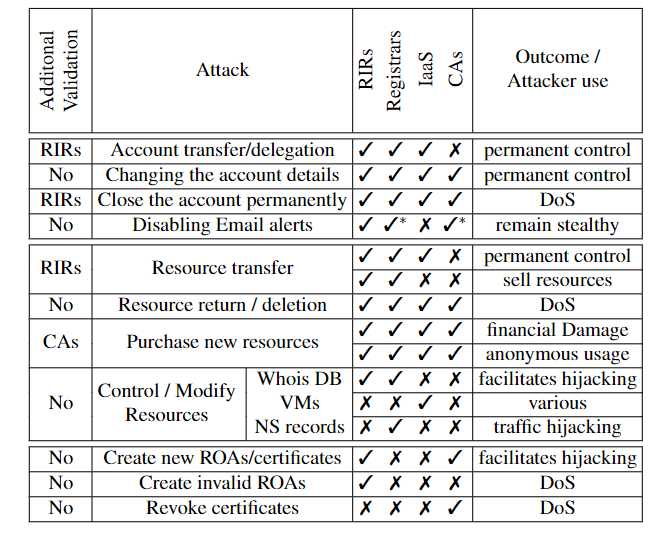 Additonal Validation | Attack | RIRs | Registrars | IaaS | CAs | Outcome / Attacker use
RIRs | Account transfer/delegation | ✓ | ✓ | ✓ | ✗ | permanent control
No | Changing the account details | ✓ | ✓ | ✓ | ✓ | permanent control
RIRs | Close the account permanently | ✓ | ✓ | ✓ | ✓ | DoS
No | Disabling Email alerts | ✓ | ✓* | ✗ | ✓* | remain stealthy
RIRs | Resource transfer | ✓ | ✓ | ✓ | ✗ | permanent control
✓ | ✓ | ✗ | ✗ | sell resources
No | Resource return / deletion | ✓ | ✓ | ✓ | ✓ | DoS
CAs | Purchase new resources | ✓ | ✓ | ✓ | ✓ | financial Damage
✓ | ✓ | ✓ | ✓ | anonymous usage
No | Control / Modify Resources | Whois DB | ✓ | ✓ | ✗ | ✗ | facilitates hijacking
VMs | ✗ | ✗ | ✓ | ✗ | various
NS records | ✗ | ✓ | ✗ | ✗ | traffic hijacking
No | Create new ROAs/certificates | ✓ | ✗ | ✗ | ✓ | facilitates hijacking
No | Create invalid ROAs | ✓ | ✗ | ✗ | ✗ | DoS
No | Revoke certificates | ✗ | ✗ | ✗ | ✓ | DoS